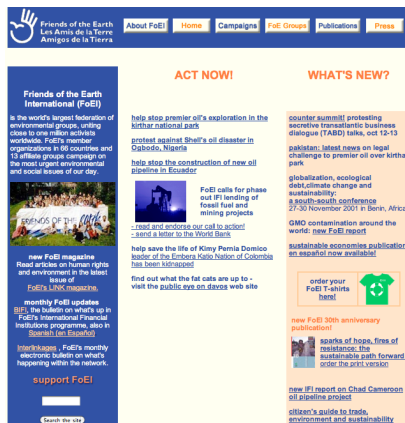 Friends of the Earth
Les Amis de la Terre
Amigos de la Tierra
About FoEI
Home
Campaigns
FoE Groups
Publications
Press
Friends of the Earth
International (FoEI)
is the world's largest federation of
environmental groups, uniting
close to one million activists
worldwide. FoEI's member
organizations in 66 countries and
13 affiliate groups campaign on
the most urgent environmental
and social issues of our day.
FRIENDS OF THE earth
new FoEI magazine
Read articles on human rights
and environment in the latest
issue of
FoEI's LINK magazine.
monthly FoEI updates
BIFI, the bulletin on what's up in
FoEI's International Financial
Institutions programme, also in
Spanish (en Español)
Interlinkages , FoEI's monthly
electronic bulletin on what's
happening within the network.
support FoEI
Search the site
ACT NOW!
help stop premier oil's exploration in the
kirthar national park
protest against Shell's oil disaster in
Ogbodo, Nigeria
help stop the construction of new oil
pipeline in Ecuador
FoEI calls for phase
out IFI lending of
fossil fuel and
mining projects
- read and endorse our call to action!
- send a letter to the World Bank
help save the life of Kimy Pernia Domico
leader of the Embera Katio Nation of Colombia
has been kidnapped
find out what the fat cats are up to -
visit the public eye on davos web site
WHAT'S NEW?
counter summit! protesting
secretive transatlantic business
dialogue (TABD) talks, oct 12-13
pakistan: latest news on legal
challenge to premier oil over kirtha
park
globalization, ecological
debt,climate change and
sustainability:
a south-south conference
27-30 November 2001 in Benin, Africa
GMO contamination around the
world: new FoEI report
sustainable economies publication
en español now available!
order your
FoEI T-shirts
here!
new FoEI 30th anniversary
publication!
sparks of hope, fires of
resistance: the
sustainable path forward
order the print version
new IFI report on Chad Cameroon
oil pipeline project
citizen's guide to trade,
environment and sustainability